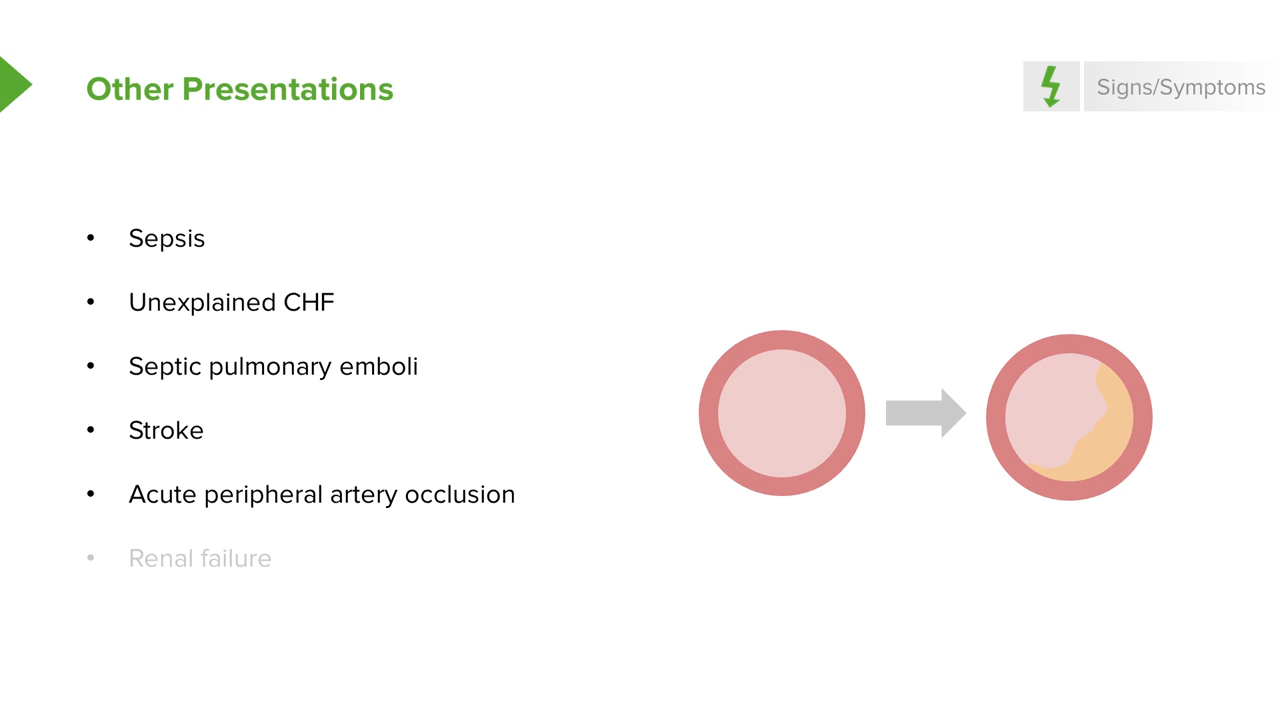 Other Presentations
Signs/Symptoms
• Sepsis
• Unexplained CHF
• Septic pulmonary emboli
• Stroke
• Acute peripheral artery occlusion
• Renal failure